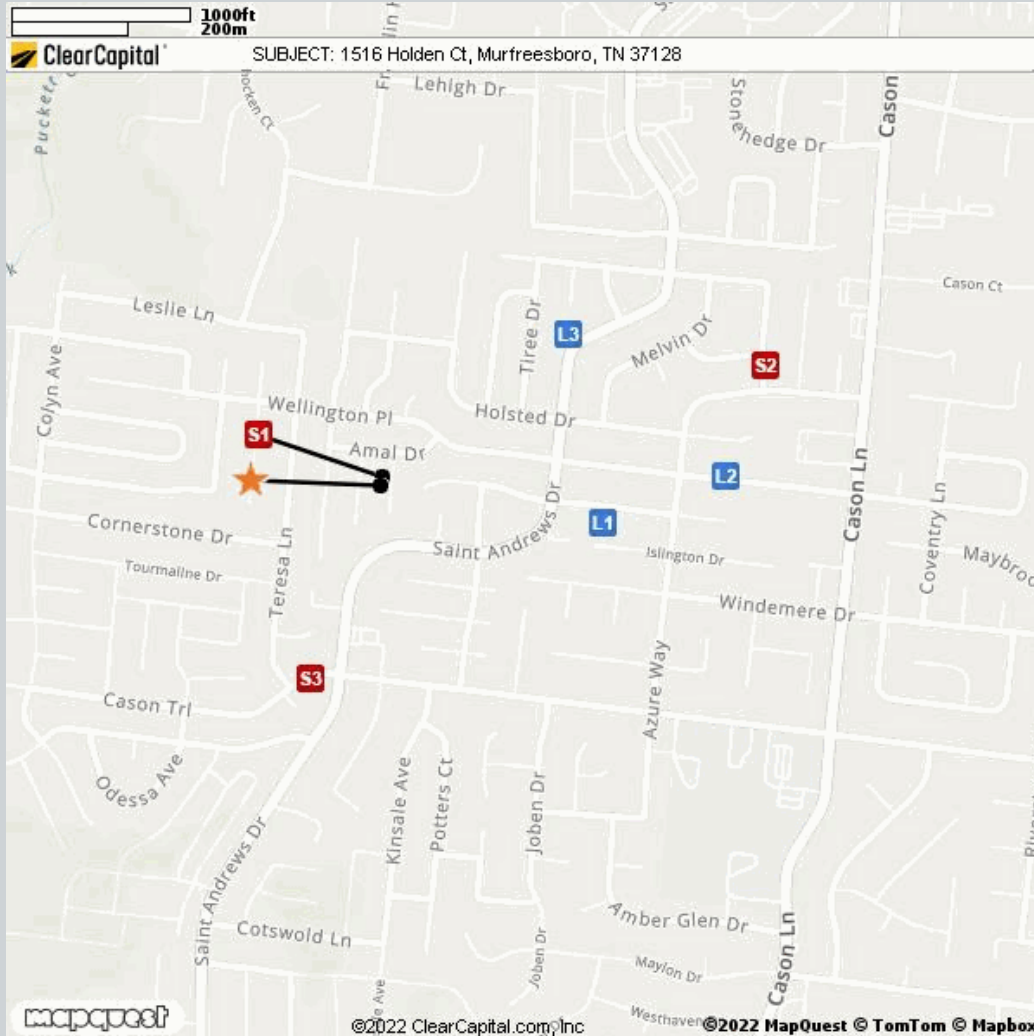 1000ft
200m
ClearCapital
SUBJECT: 1516 Holden Ct, Murfreesboro, TN 37128
Lehigh Dr
Stonehedge Dr
Cason
Cason Ct
Leslie Ln
Tiree Dr
L3
Melvin Dr
S2
Colyn Ave
Wellington Pl
Holsted Dr
S1
Amal Dr
L2
Cason Ln
Coventry Ln
L1
Cornerstone Dr
Saint Andrews Dr
Islington Dr
Tourmaline Dr
Teresa Ln
Windemere Dr
S3
Azure Way
Cason Trl
Odessa Ave
Kinsale Ave
Potters Ct
Joben Dr
Saint Andrews Dr
Amber Glen Dr
Cotswold Ln
Joben Dr
Maylon Dr
Cason Ln
mapquest
©2022 ClearCapital.com, Inc
©2022 MapQuest © TomTom © Mapbox